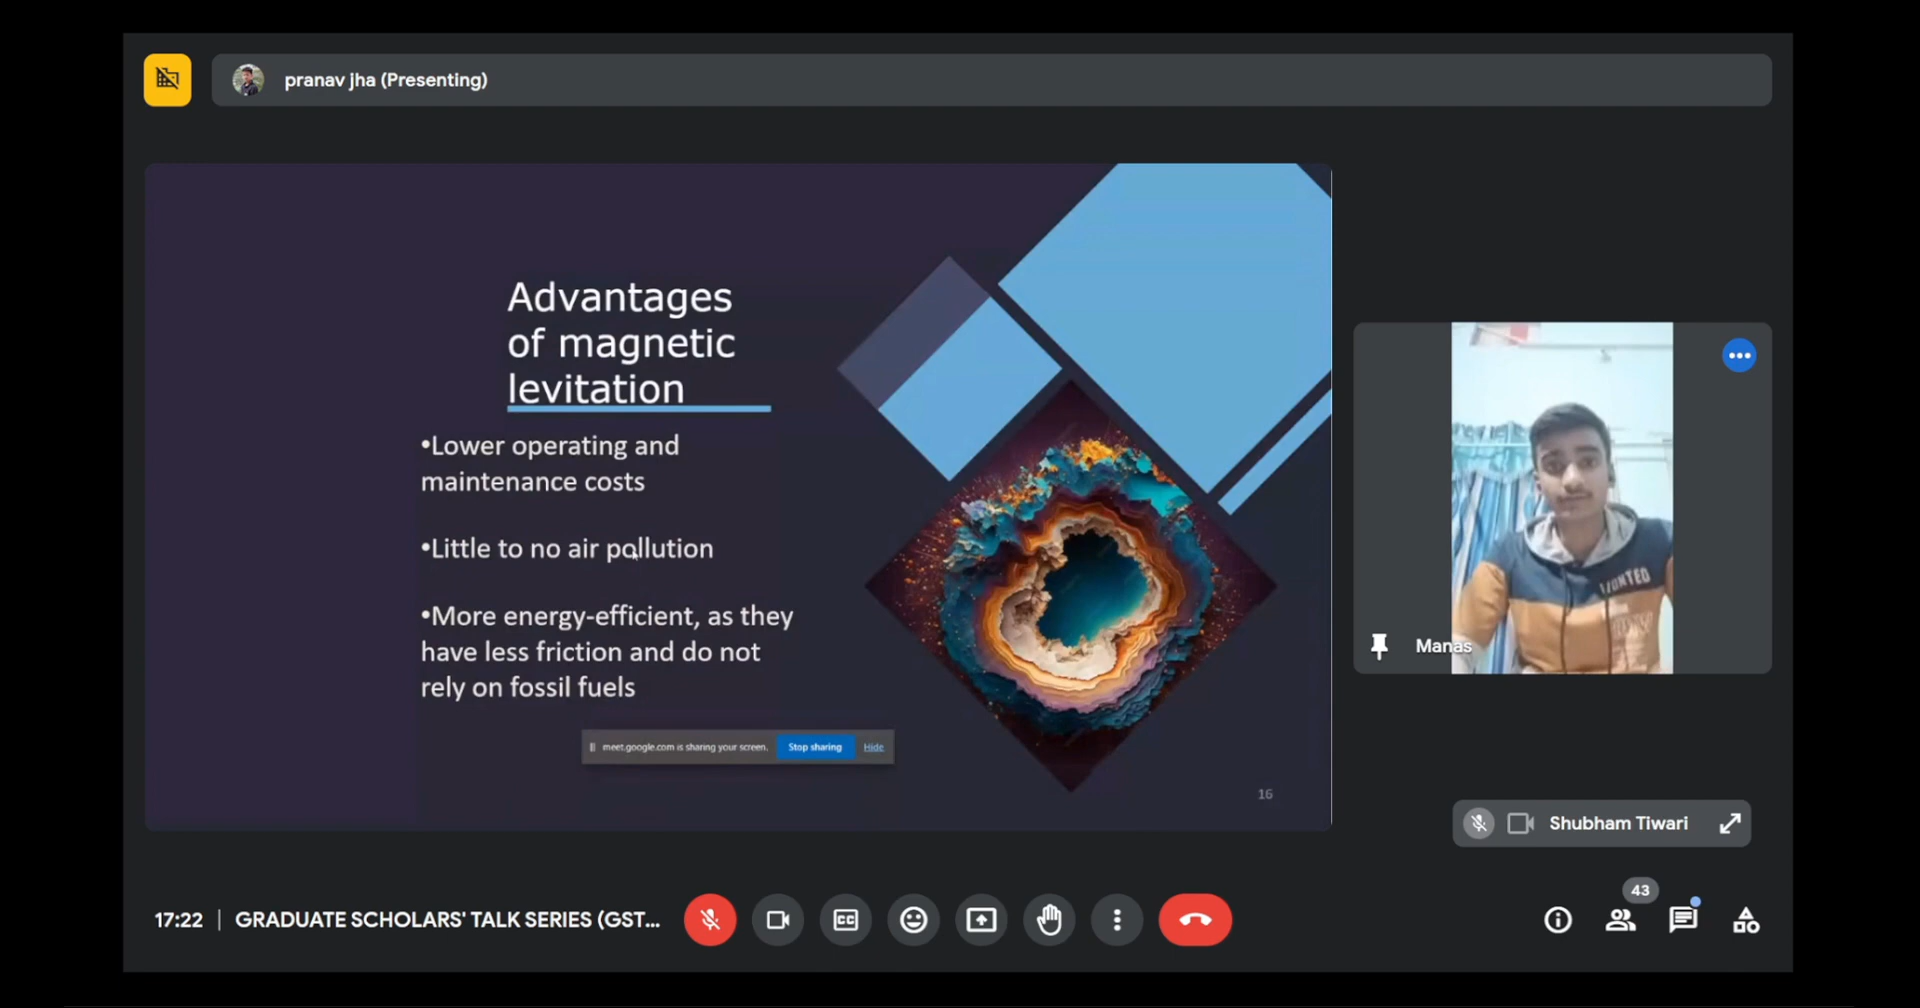 pranav jha (Presenting)
Advantages
of magnetic
levitation
•Lower operating and
maintenance costs
•Little to no air pollution
•More energy-efficient, as they
have less friction and do not
rely on fossil fuels
meet.google.com is sharing your screen. Stop sharing Hide
16
Manas
Shubham Tiwari
43
17:22 | GRADUATE SCHOLARS' TALK SERIES (GST...
CC